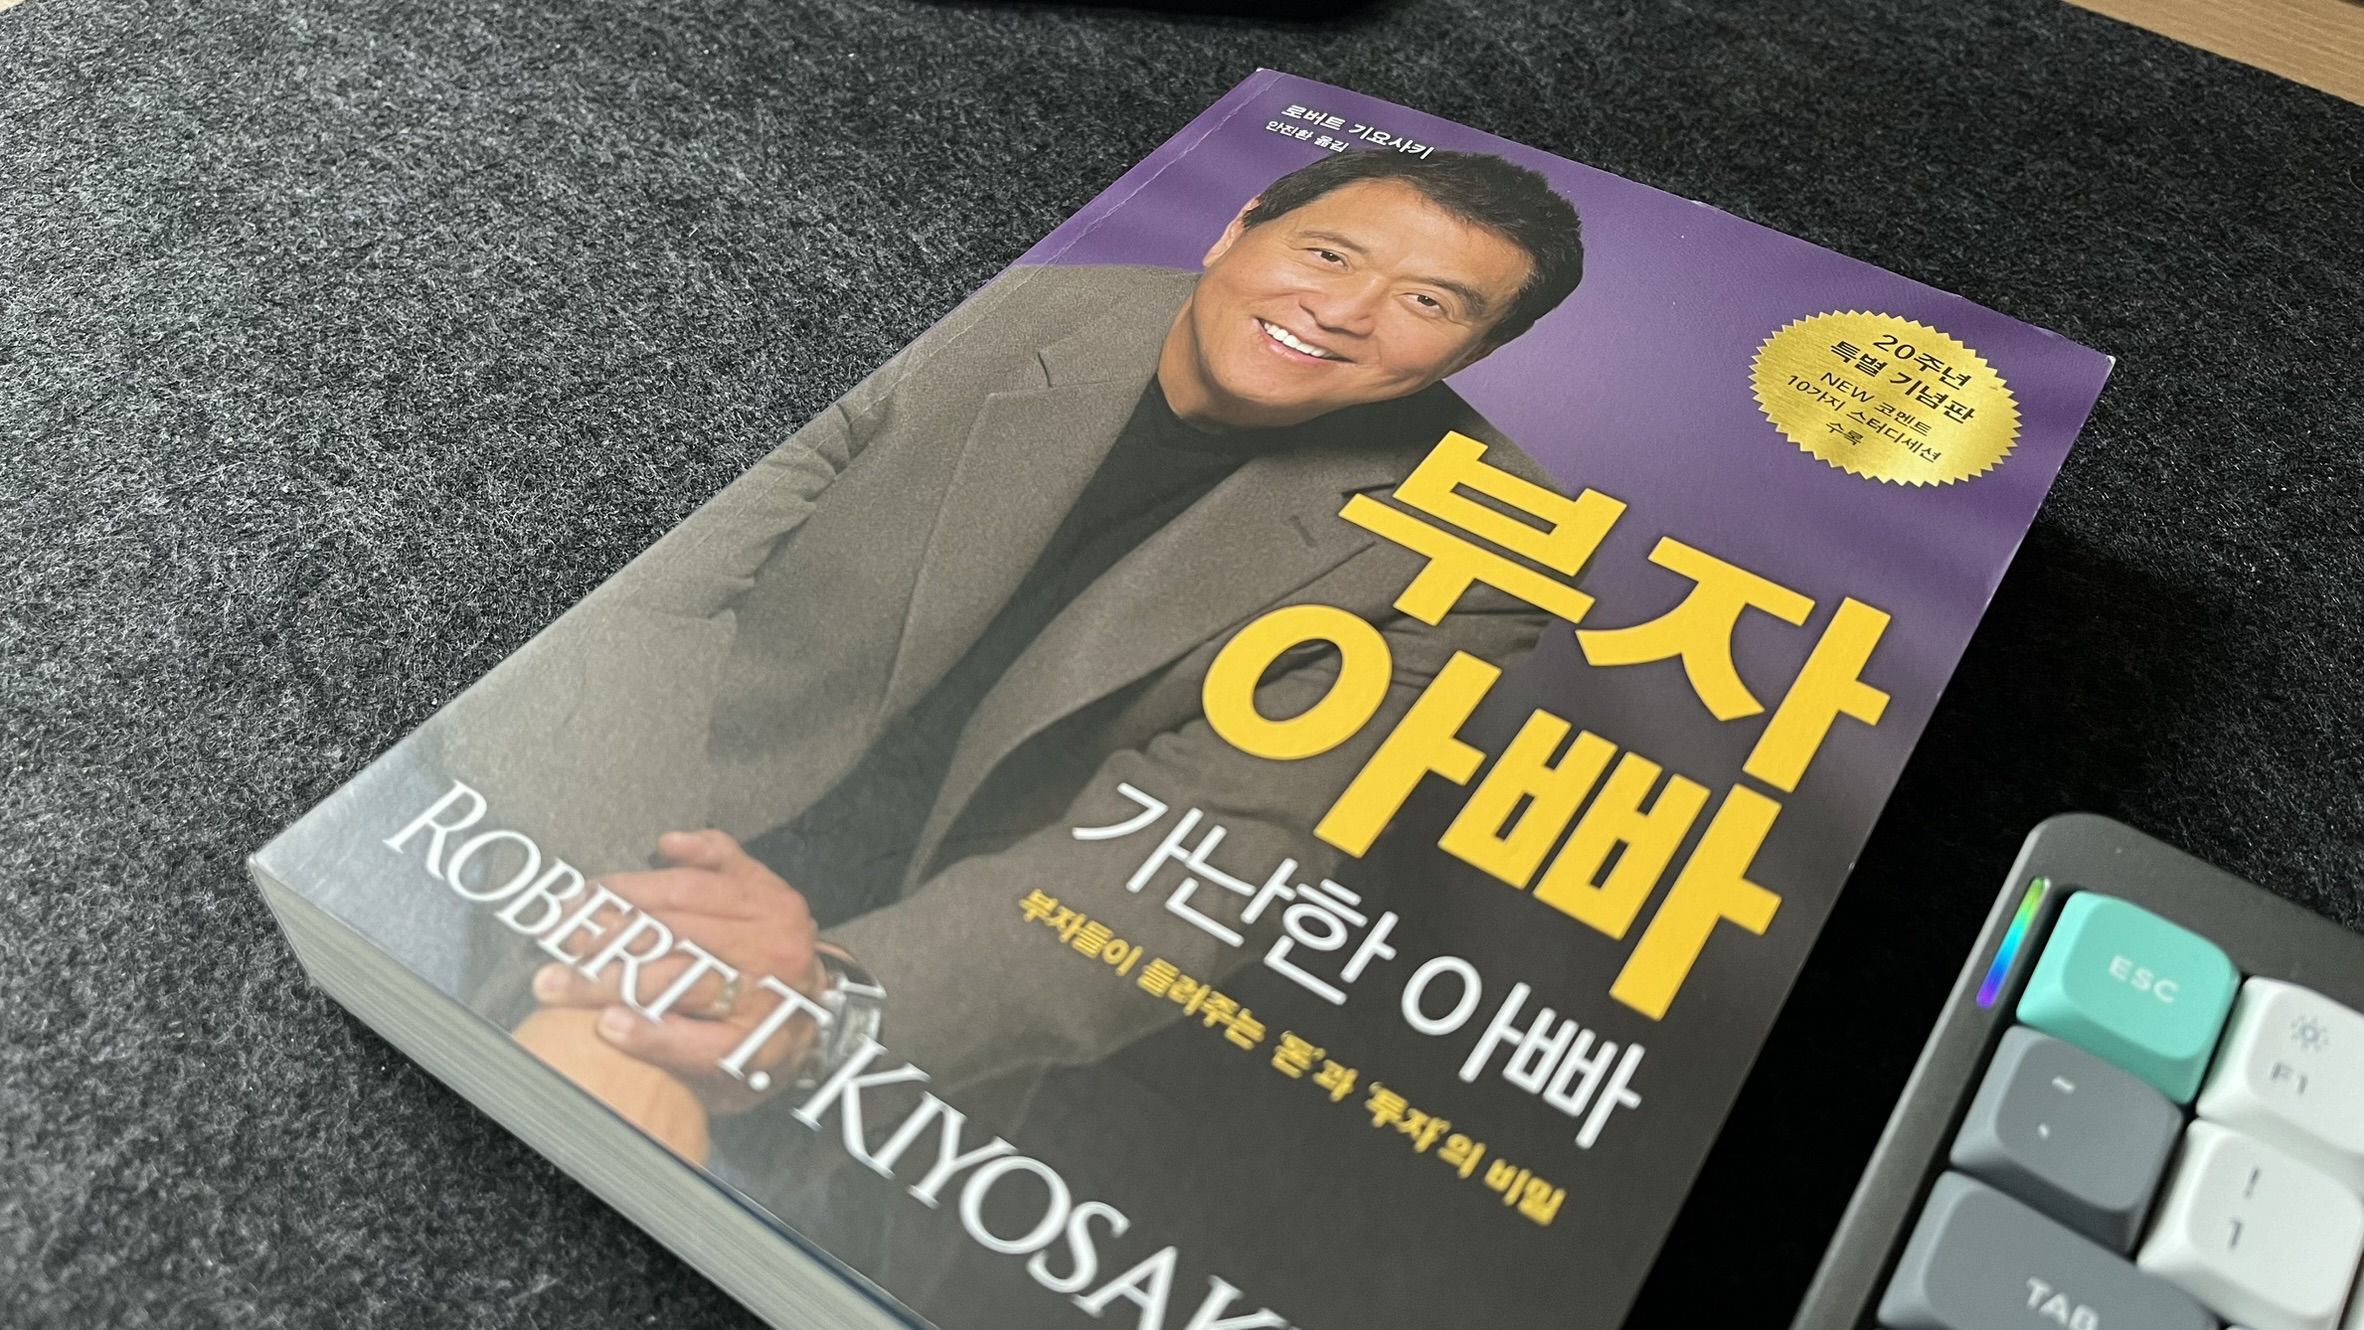 로버트 기요사키
안진환 옮김
20주년
특별 기념판
NEW 코멘트
10가지 스터디세션
수록
부자
아빠
가난한 아빠
부자들이 들려주는 '돈'과 '투자'의 비밀
ROBERT T. KIYOSAKI
ESC
F1
~
`
!
1
TAB